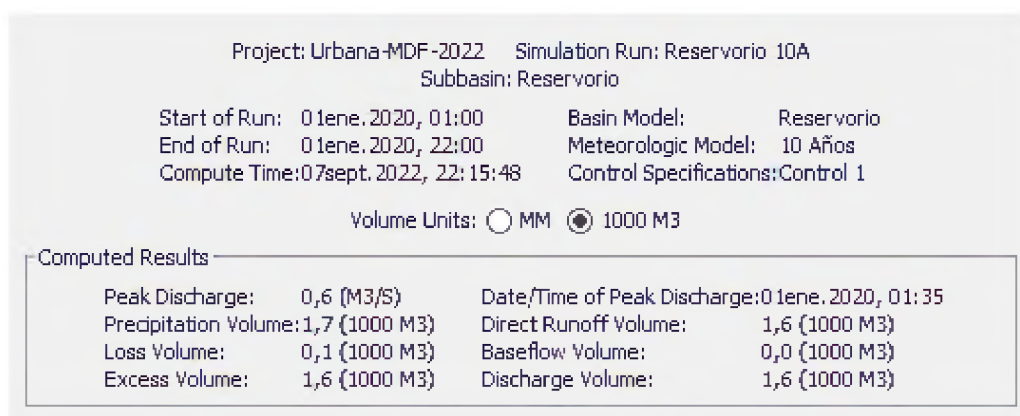 Project: Urbana-MDF-2022 Simulation Run: Reservorio 10A
Subbasin: Reservorio
Start of Run: 01ene.2020, 01:00 Basin Model: Reservorio
End of Run: 01ene.2020, 22:00 Meteorologic Model: 10 Años
Compute Time:07sept.2022, 22:15:48 Control Specifications:Control 1
Volume Units: MM 1000 M3
Computed Results
Peak Discharge: 0,6 (M3/S) Date/Time of Peak Discharge:01ene.2020, 01:35
Precipitation Volume:1,7 (1000 M3) Direct Runoff Volume: 1,6 (1000 M3)
Loss Volume: 0,1 (1000 M3) Baseflow Volume: 0,0 (1000 M3)
Excess Volume: 1,6 (1000 M3) Discharge Volume: 1,6 (1000 M3)